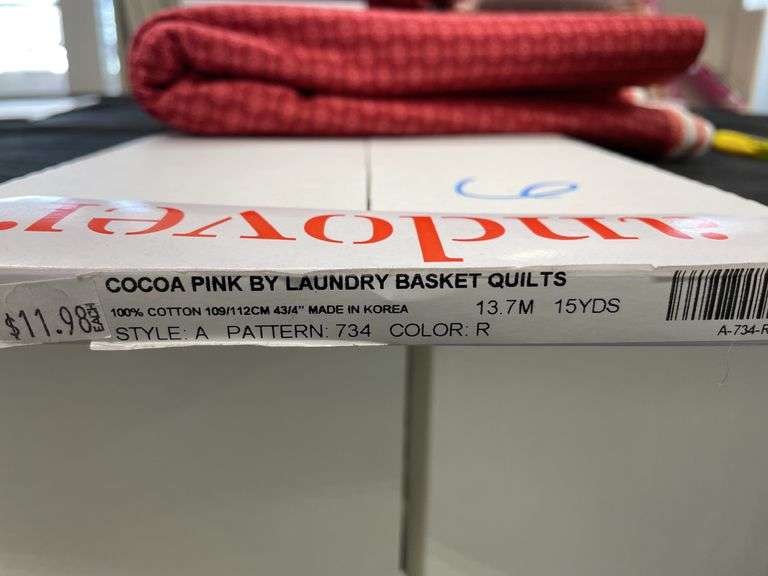 andover.
COCOA PINK BY LAUNDRY BASKET QUILTS
100% COTTON 109/112CM 43/4" MADE IN KOREA 13.7M 15YDS
STYLE: A PATTERN: 734 COLOR: R
A-734-R
$11.98 EACH